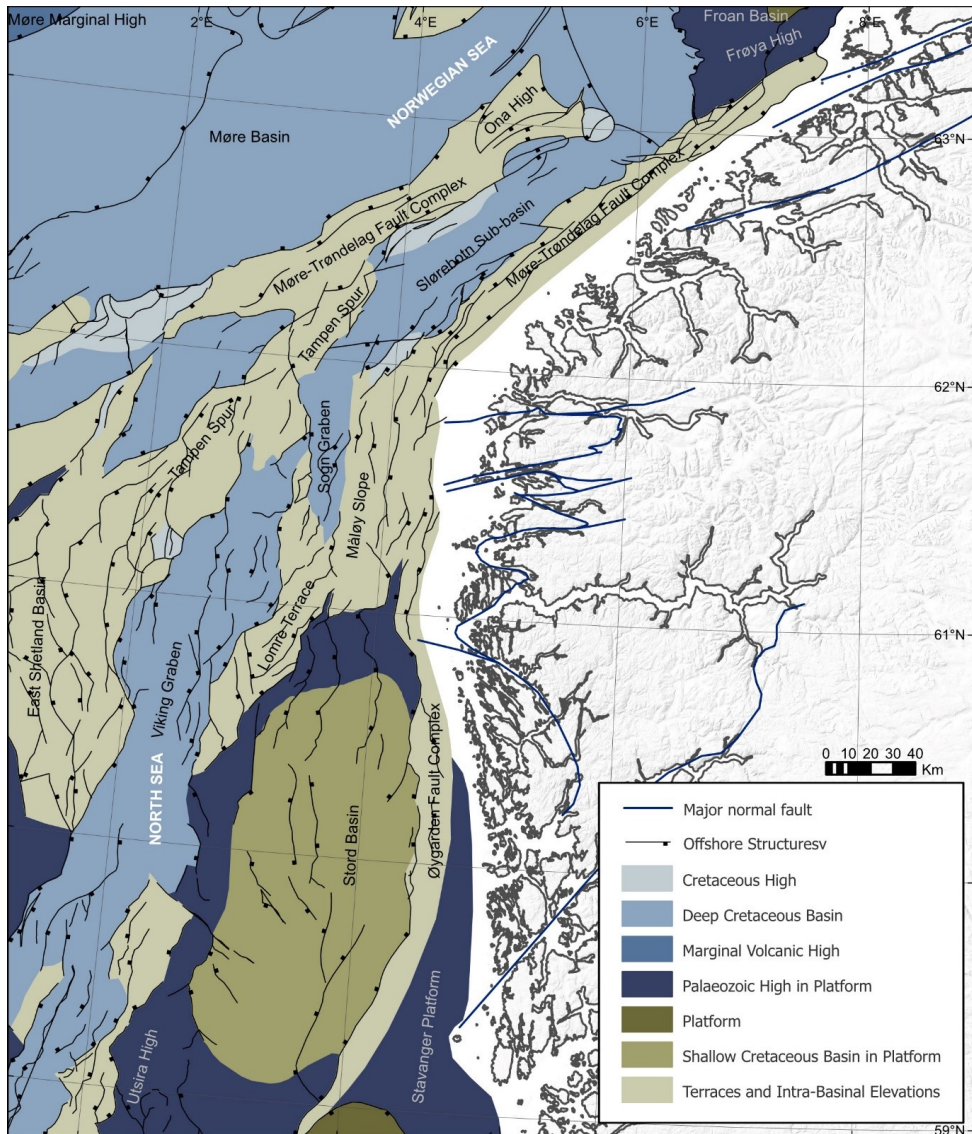 Møre Marginal High
2°E
4°E
6°E
8°E
Froan Basin
Frøya High
NORWEGIAN SEA
Ona High
Møre Basin
63°N
Møre-Trøndelag Fault Complex
Slørebotn Sub-basin
Møre-Trøndelag Fault Complex
Tampen Spur
62°N
Tampen Spur
Sogn Graben
Måløy Slope
Lomre Terrace
61°N
East Shetland Basin
Viking Graben
NORTH SEA
Stord Basin
Øygarden Fault Complex
Utsira High
Stavanger Platform
0 10 20 30 40
Km
Major normal fault
Offshore Structuresv
Cretaceous High
Deep Cretaceous Basin
Marginal Volcanic High
Palaeozoic High in Platform
Platform
Shallow Cretaceous Basin in Platform
Terraces and Intra-Basinal Elevations
59°N